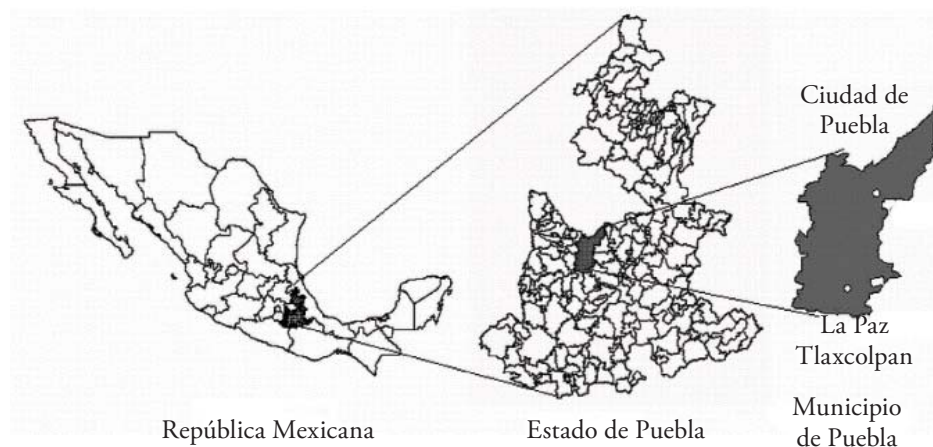 Ciudad de
Puebla
La Paz
Tlaxcolpan
República Mexicana
Estado de Puebla
Municipio
de Puebla